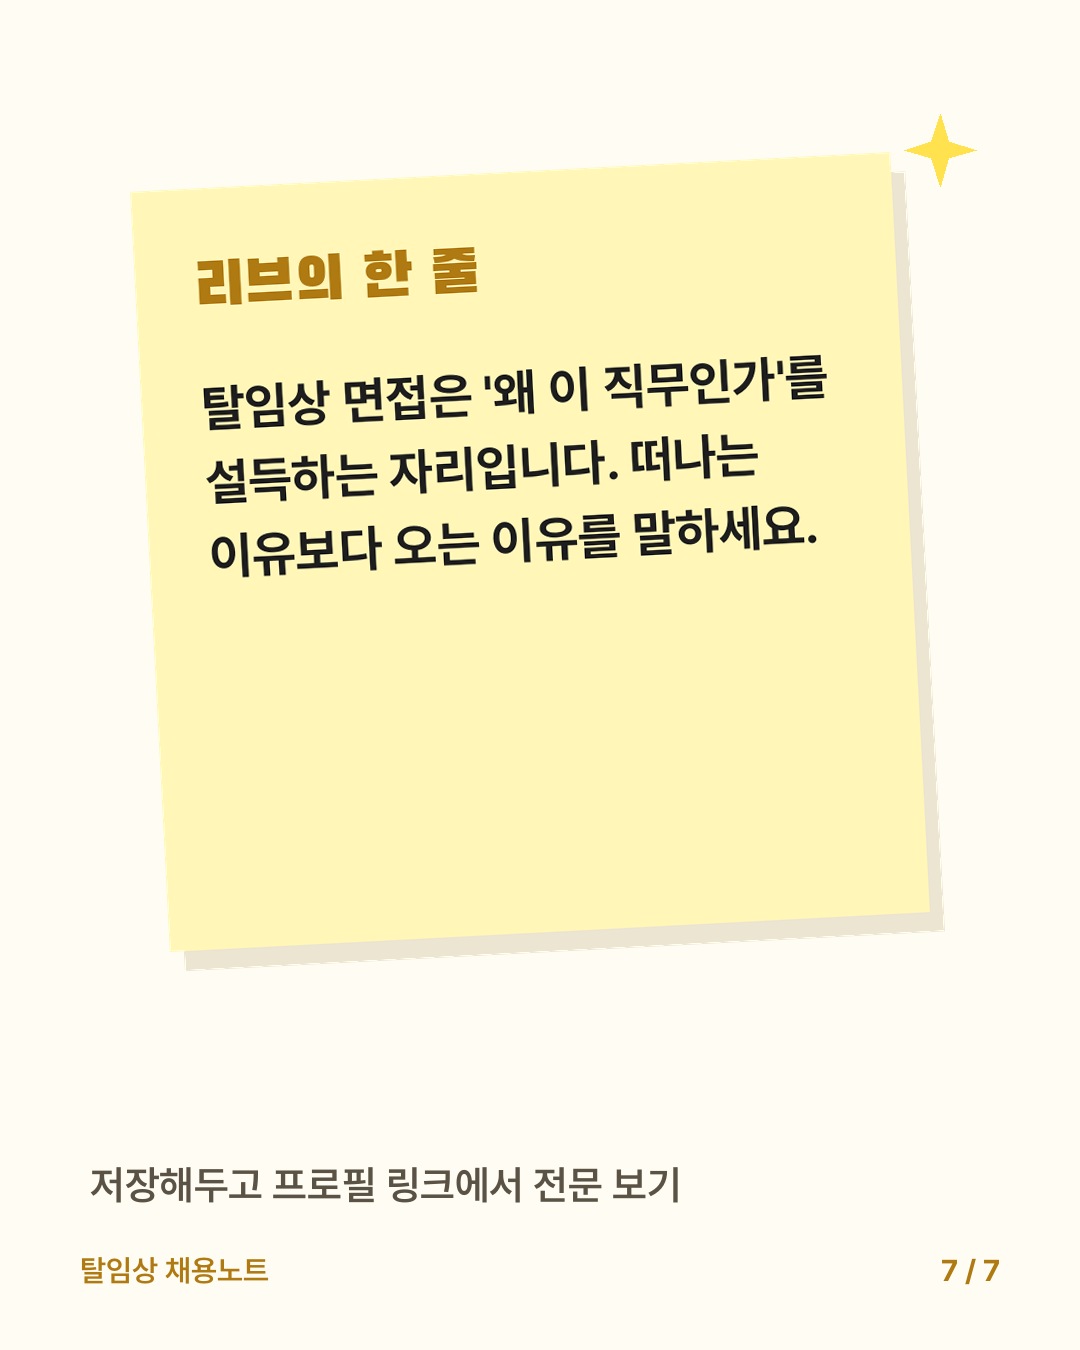 리브의 한 줄
탈임상 면접은 '왜 이 직무인가'를
설득하는 자리입니다. 떠나는
이유보다 오는 이유를 말하세요.
저장해두고 프로필 링크에서 전문 보기
탈임상 채용노트
7 / 7